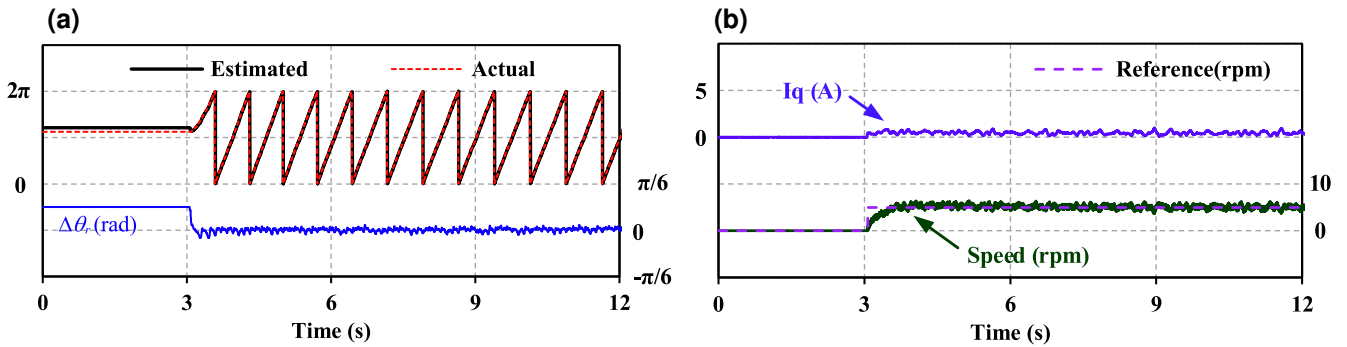 (a)
Estimated
Actual
2π
0
π/6
Δθr (rad)
0
-π/6
0 3 6 9 12
Time (s)
(b)
Reference(rpm)
5
Iq (A)
0
10
0
Speed (rpm)
0 3 6 9 12
Time (s)